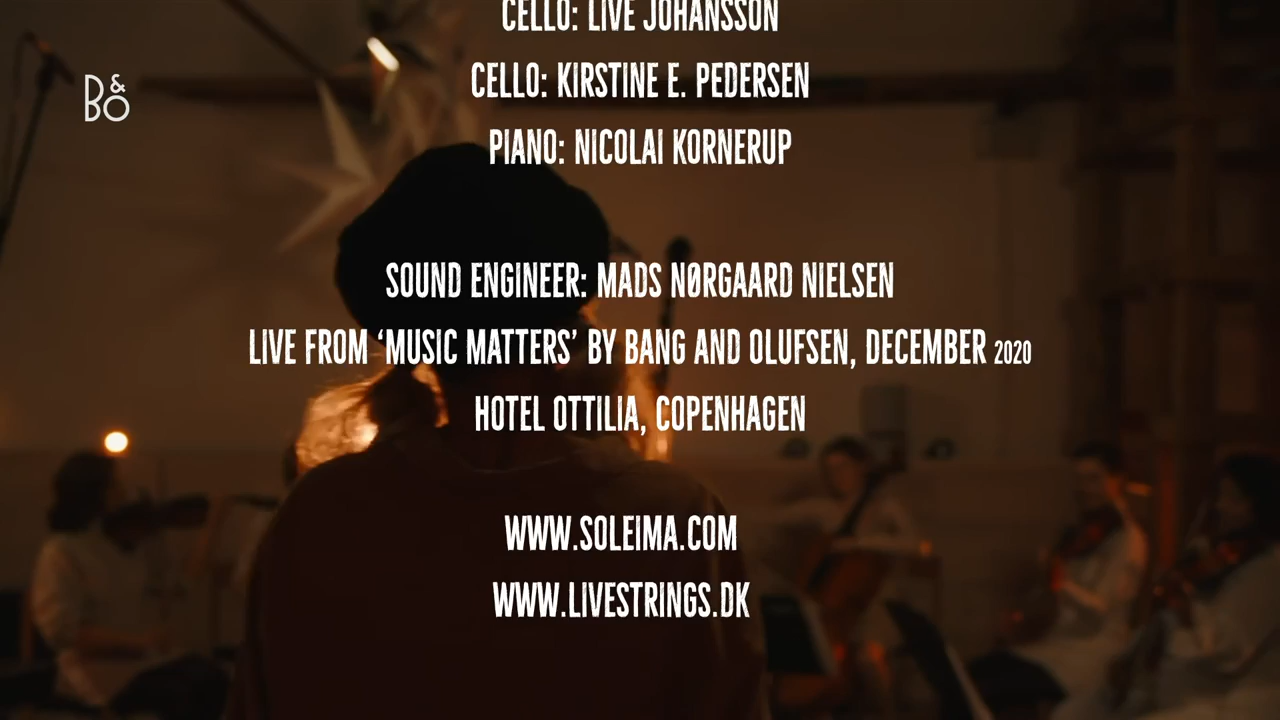 CELLO: LIVE JOHANSSON
B&O
CELLO: KIRSTINE E. PEDERSEN
PIANO: NICOLAI KORNERUP
SOUND ENGINEER: MADS NØRGAARD NIELSEN
LIVE FROM ‘MUSIC MATTERS’ BY BANG AND OLUFSEN, DECEMBER 2020
HOTEL OTTILIA, COPENHAGEN
WWW.SOLEIMA.COM
WWW.LIVESTRINGS.DK